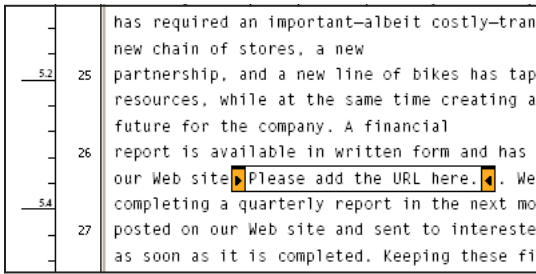 has required an important—albeit costly—tran
new chain of stores, a new
5.2 25 partnership, and a new line of bikes has tap
resources, while at the same time creating a
future for the company. A financial
26 report is available in written form and has
our Web site Please add the URL here. . We
5.4 completing a quarterly report in the next mo
27 posted on our Web site and sent to intereste
as soon as it is completed. Keeping these fi